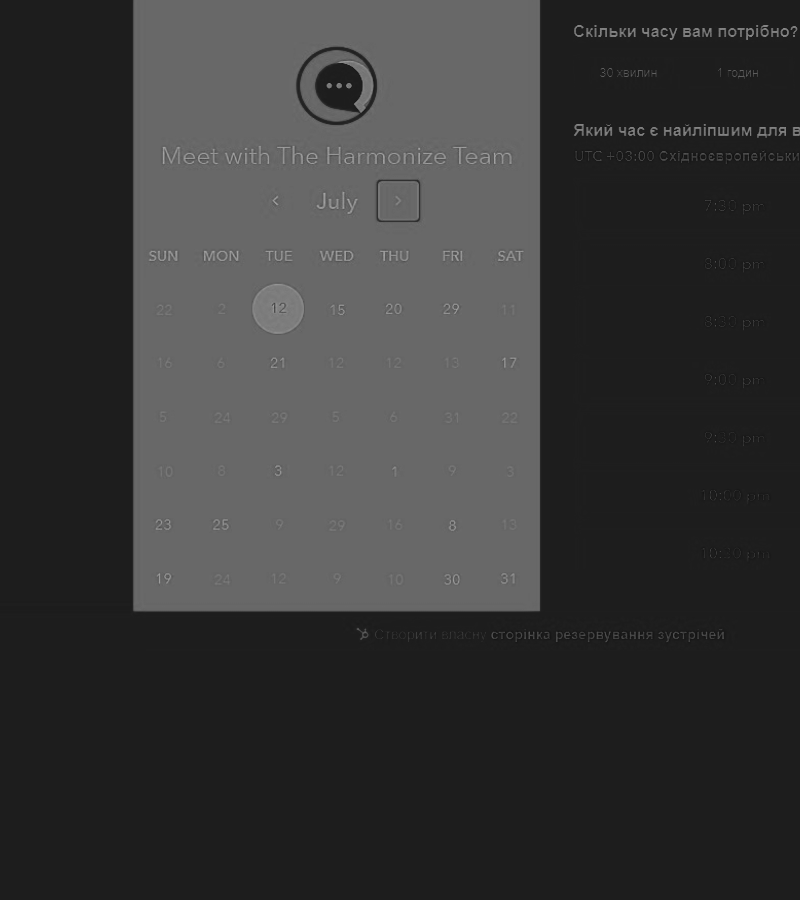 Meet with The Harmonize Team
July
SUN MON TUE WED THU FRI SAT
22 2 12 15 20 29 11
16 6 21 12 12 13 17
5 24 29 5 6 31 22
10 8 3 12 1 9 3
23 25 9 29 16 8 13
19 24 12 9 10 30 31
Скільки часу вам потрібно?
30 хвилин 1 годин
Який час є найліпшим для в
UTC +03:00 Східноєвропейськи
7:30 pm
8:00 pm
8:30 pm
9:00 pm
9:30 pm
10:00 pm
10:30 pm
Створити власну сторінка резервування зустрічей